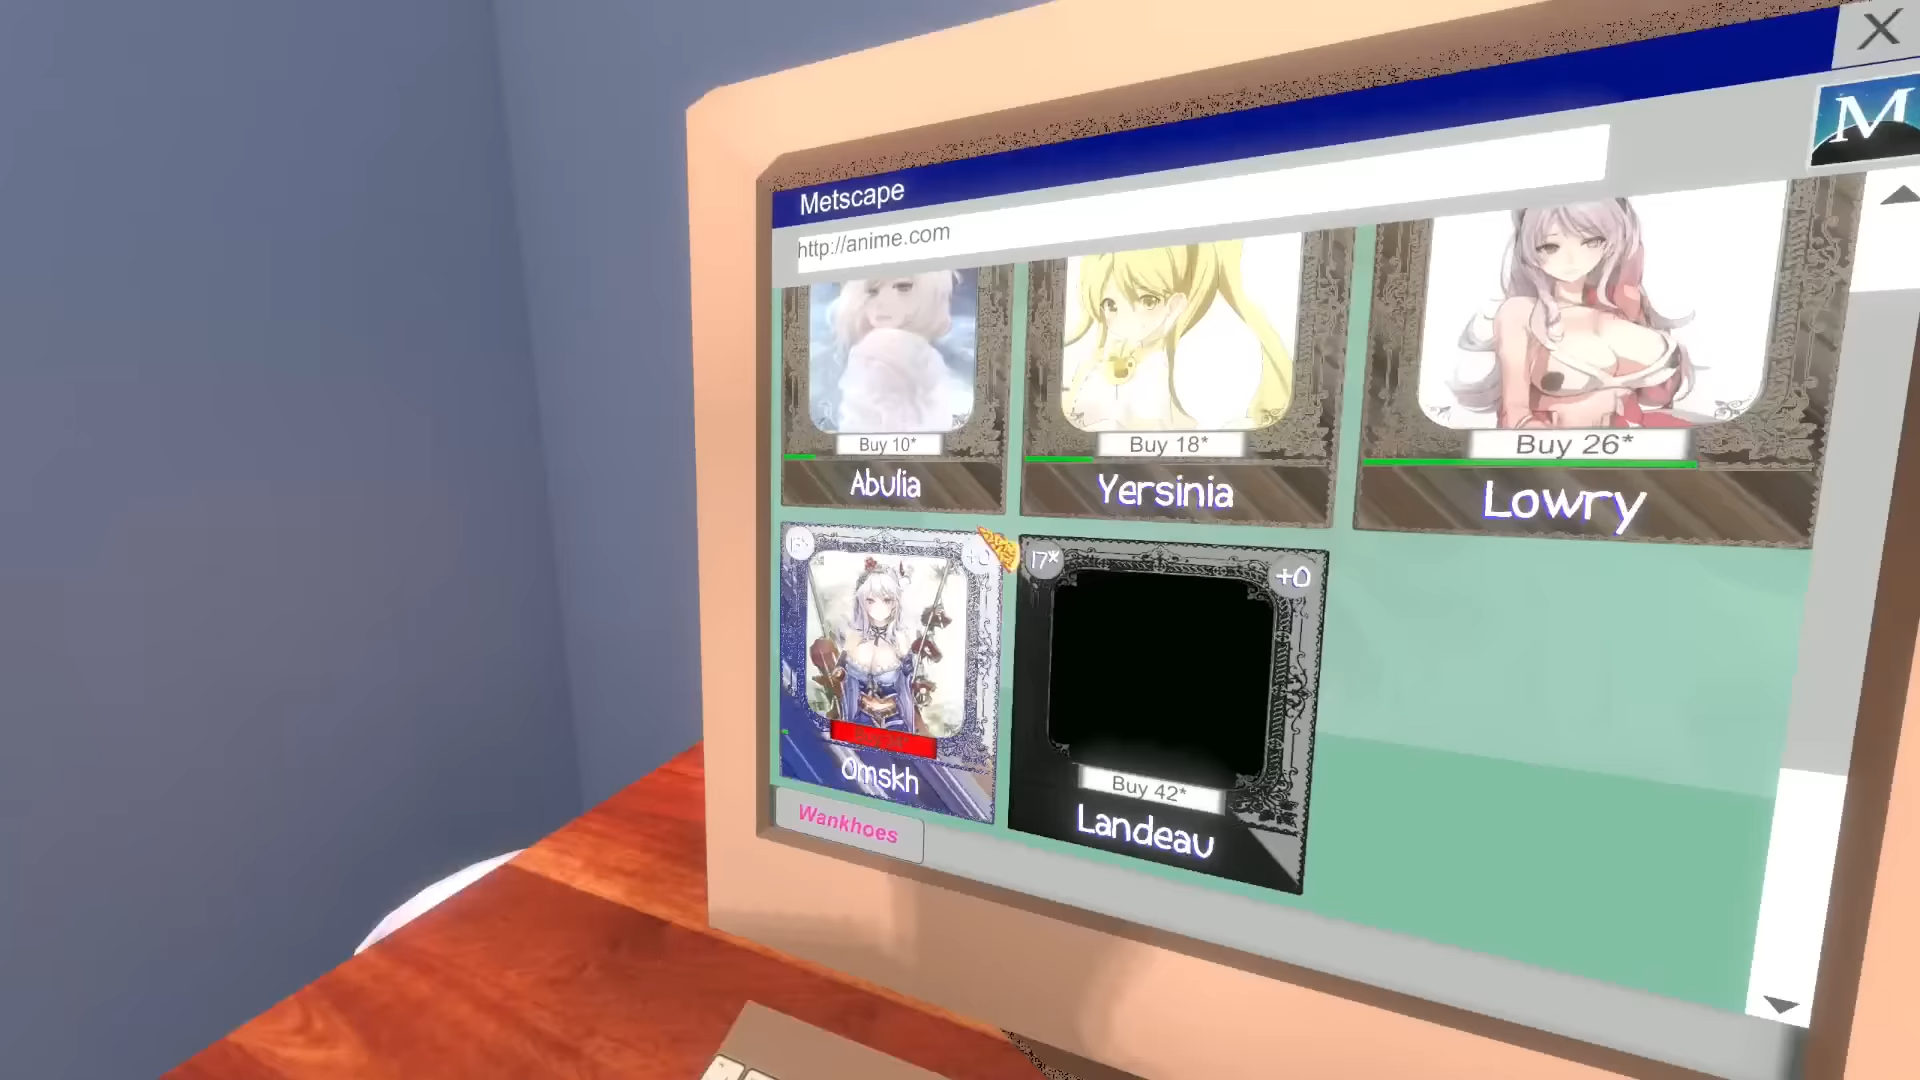 X
Metscape
M
http://anime.com
Buy 10*
Buy 18*
Buy 26*
Abulia
Yersinia
Lowry
+0
17*
+0
Omskh
Buy 42*
Landeau
Wankhoes